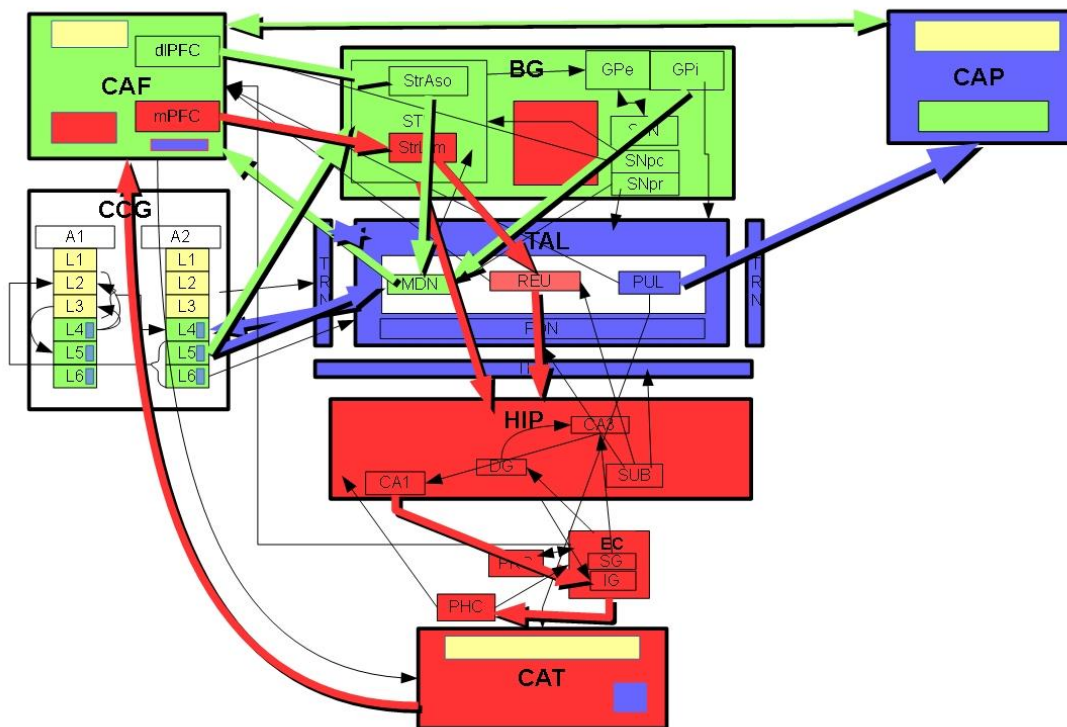 dlPFC
CAF
mPFC
BG
StrAso
GPe
GPi
SNpc
SNpr
CAP
CCG
A1
A2
L1
L2
L3
L4
L5
L6
L1
L2
L3
L4
L5
L6
TRN
TAL
MDN
REU
PUL
TRN
HIP
CA3
DG
CA1
SUB
EC
SG
IG
PHC
CAT